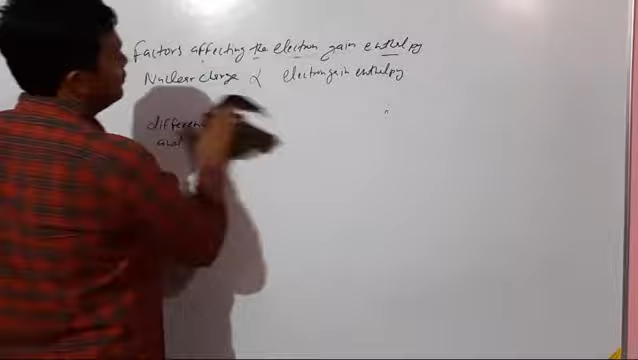 Factors affecting the electron gain enthalpy
Nuclear charge ∝ electron gain enthalpy